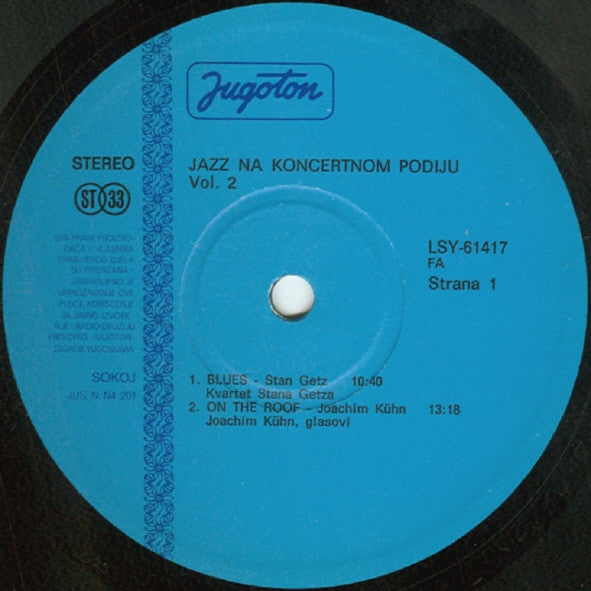 Jugoton
STEREO
ST 33
JAZZ NA KONCERTNOM PODIJU
Vol. 2
LSY-61417
FA
Strana 1
SVA PRAVA PROIZVO-
ĐAČA I VLASNIKA
SNIMLJENOG DJELA
SU PRIDRŽANA -
ZABRANJENO JE
UMNOŽAVANJE OVE
PLOČE, KORIŠĆENJE
ZA JAVNO IZVOĐE-
NJE I RADIO-DIFUZIJU
PROIZVEO JUGOTON-
ZAGREB, YUGOSLAVIA
SOKOJ
JUS. N. N4 201
1. BLUES - Stan Getz 10:40
Kvartet Stana Getza
2. ON THE ROOF - Joachim Kühn 13:18
Joachim Kühn, glasovi